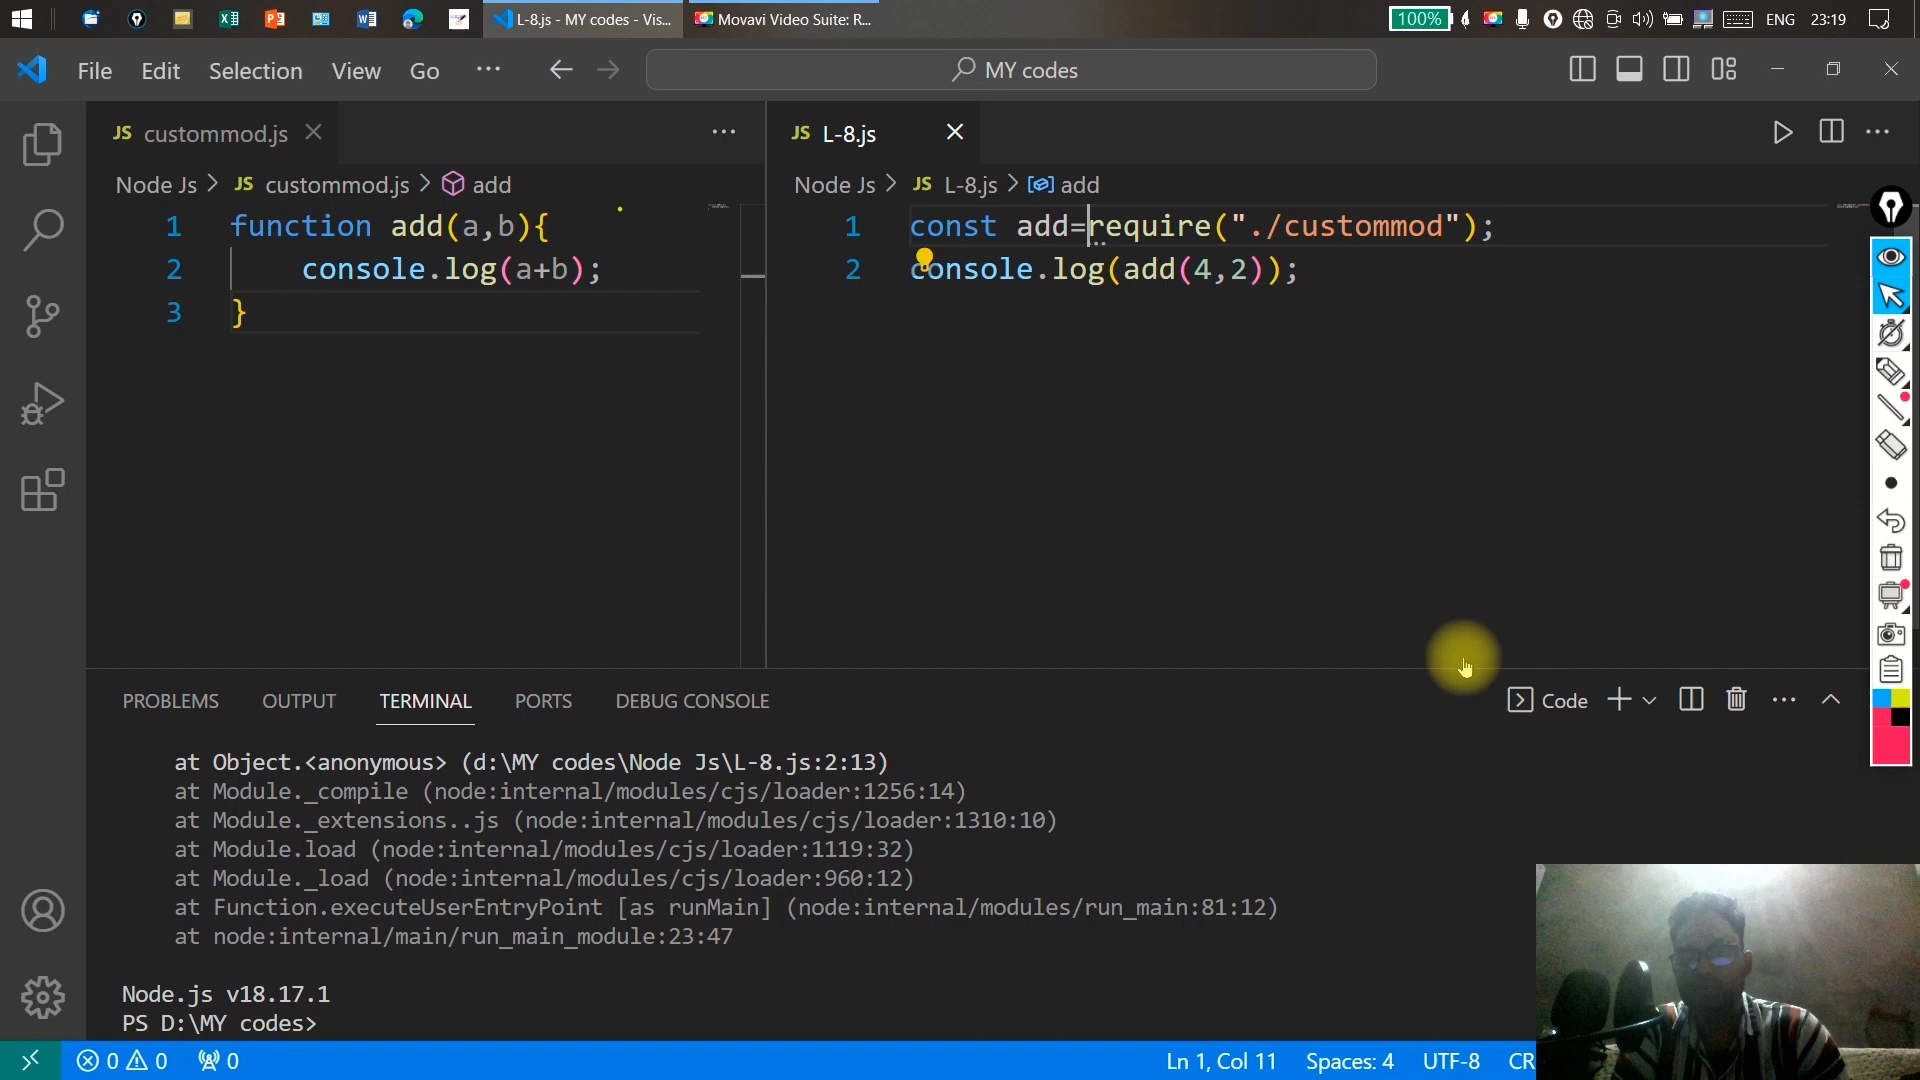 L-8.js - MY codes - Vis...
Movavi Video Suite: R...
100%
ENG
23:19
File
Edit
Selection
View
Go
MY codes
JS custommod.js
JS L-8.js
Node Js > JS custommod.js > add
Node Js > JS L-8.js > add
1 function add(a,b){
2 console.log(a+b);
3 }
1 const add=require("./custommod");
2 console.log(add(4,2));
PROBLEMS
OUTPUT
TERMINAL
PORTS
DEBUG CONSOLE
Code
at Object.<anonymous> (d:\MY codes\Node Js\L-8.js:2:13)
at Module._compile (node:internal/modules/cjs/loader:1256:14)
at Module._extensions..js (node:internal/modules/cjs/loader:1310:10)
at Module.load (node:internal/modules/cjs/loader:1119:32)
at Module._load (node:internal/modules/cjs/loader:960:12)
at Function.executeUserEntryPoint [as runMain] (node:internal/modules/run_main:81:12)
at node:internal/main/run_main_module:23:47
Node.js v18.17.1
PS D:\MY codes>
0
0
0
Ln 1, Col 11
Spaces: 4
UTF-8
CR